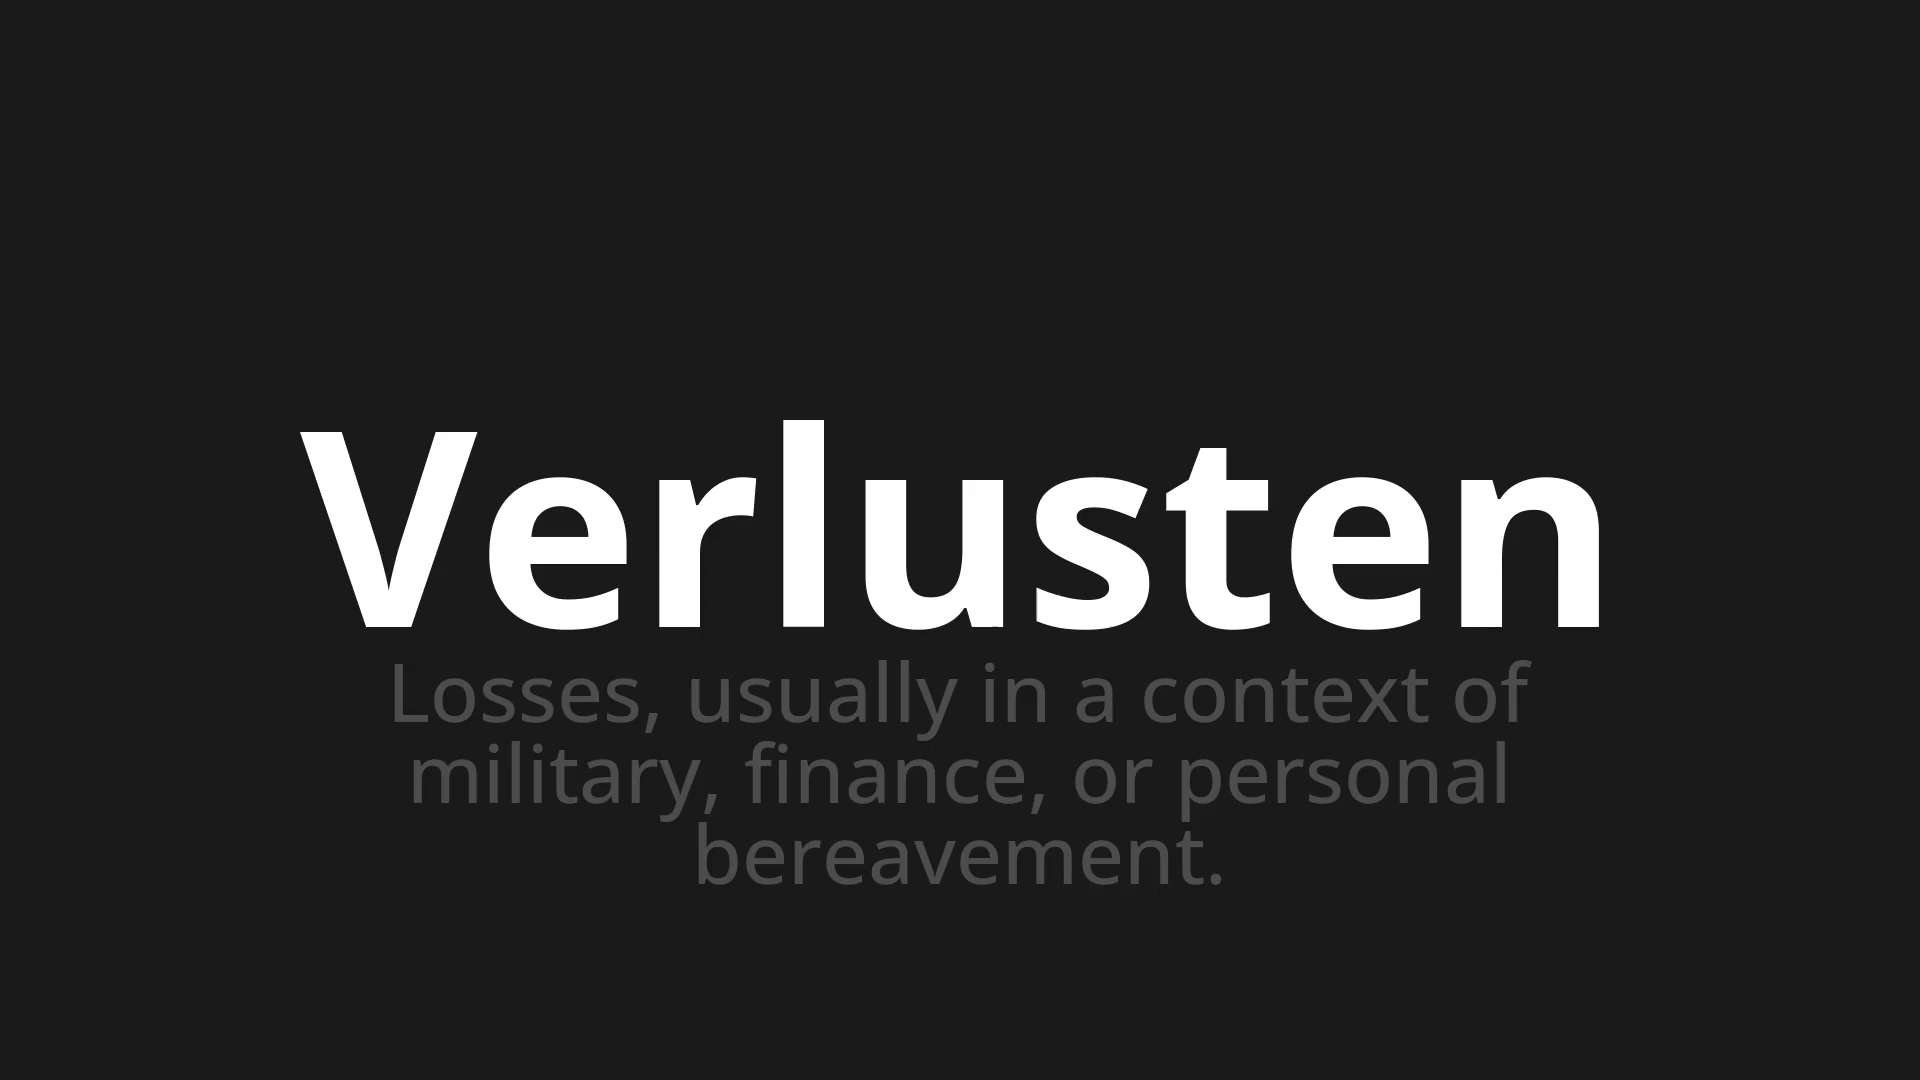 Verlusten
Losses, usually in a context of
military, finance, or personal
bereavement.